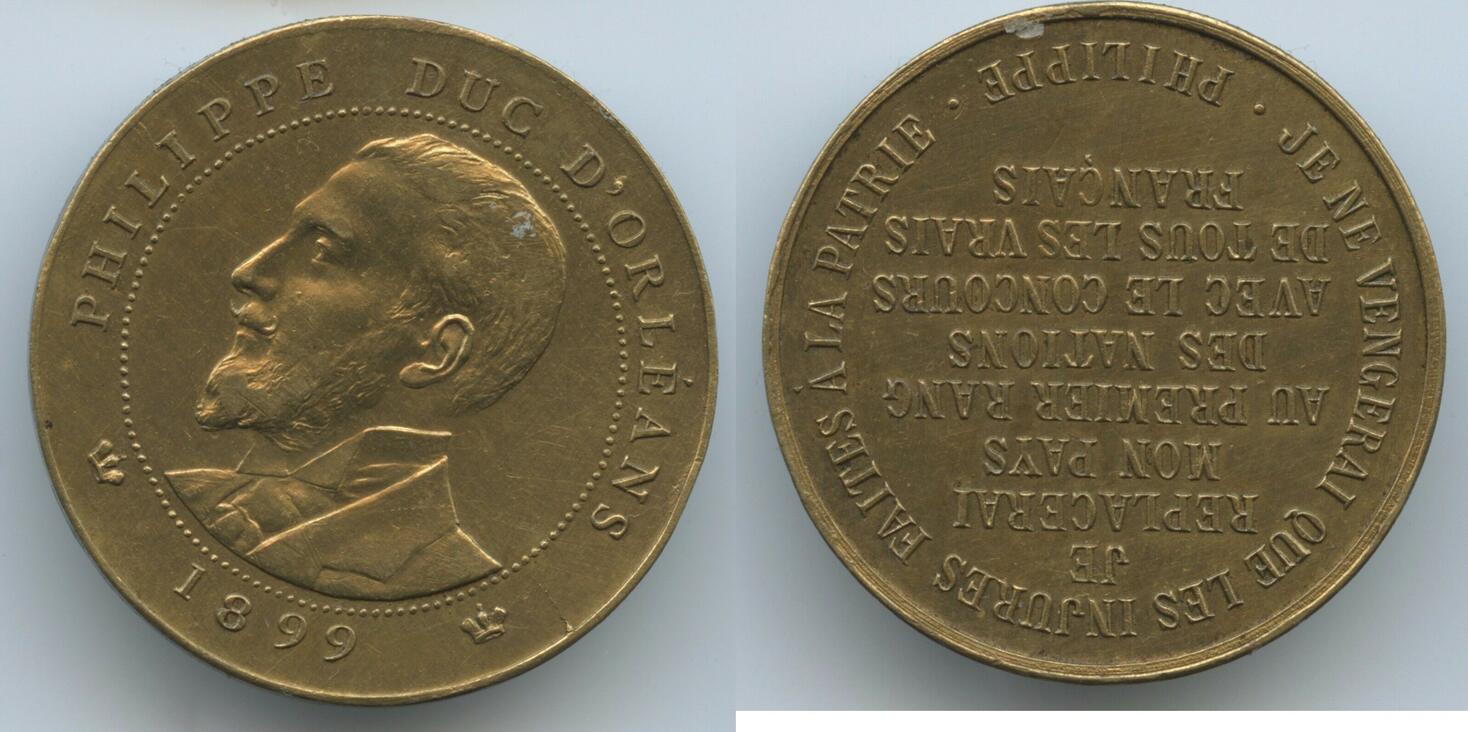 PHILIPPE DUC D'ORLÉANS
1899
JE NE VENGERAI QUE LES INJURES FAITES À LA PATRIE
· PHILIPPE ·
JE
REPLACERAI
MON PAYS
AU PREMIER RANG
DES NATIONS
AVEC LE CONCOURS
DE TOUS LES VRAIS
FRANÇAIS